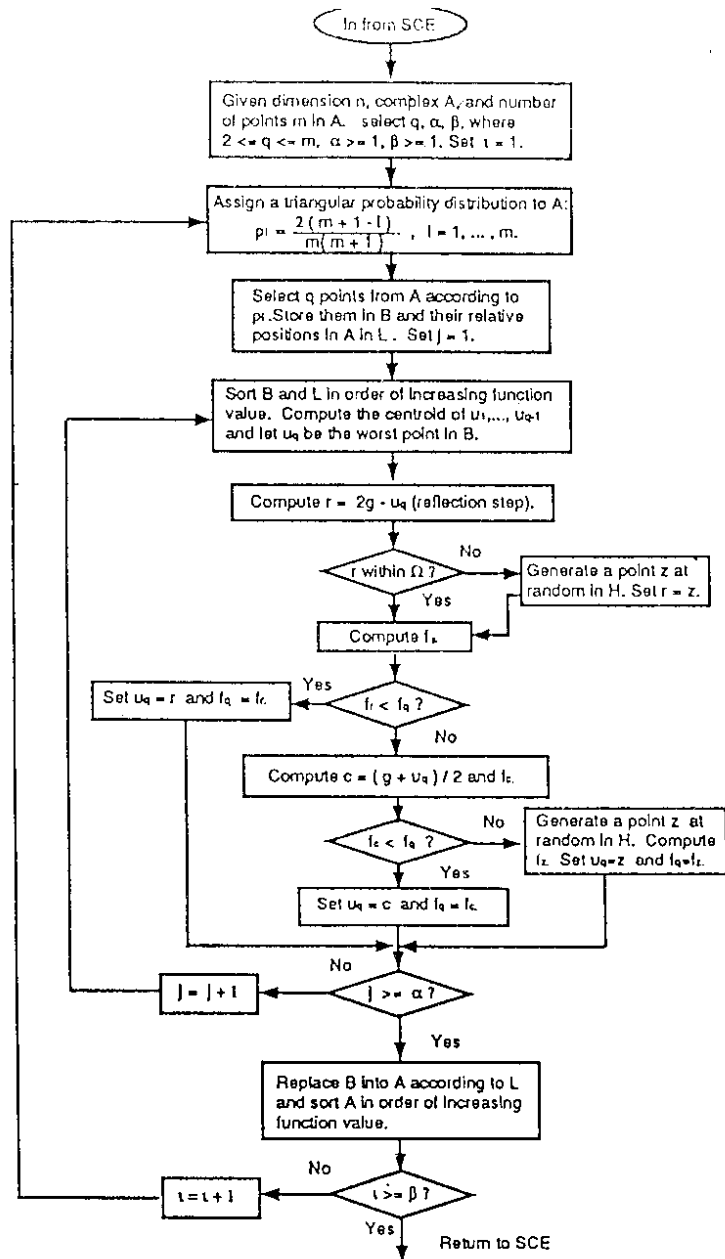 In from SCE
Given dimension n, complex A, and number
of points m in A. select q, α, β, where
2 <= q <= m, α >= 1, β >= 1. Set ι = 1.
Assign a triangular probability distribution to A:
pi = 2 ( m + 1 - i ) / m( m + 1 ) , i = 1, ..., m.
Select q points from A according to
pi .Store them in B and their relative
positions in A in L . Set j = 1.
Sort B and L in order of increasing function
value. Compute the centroid of u1,..., uq-1
and let uq be the worst point in B.
Compute r = 2g - uq (reflection step).
r within Ω ?
No
Generate a point z at
random in H. Set r = z.
Yes
Compute fr.
fr < fq ?
Yes
Set uq = r and fq = fr.
No
Compute c = ( g + uq ) / 2 and fc.
fc < fq ?
No
Generate a point z at
random in H. Compute
fz. Set uq=z and fq=fz.
Yes
Set uq = c and fq = fc.
j >= α ?
No
j = j + 1
Yes
Replace B into A according to L
and sort A in order of increasing
function value.
ι >= β ?
No
ι = ι + 1
Yes
Return to SCE